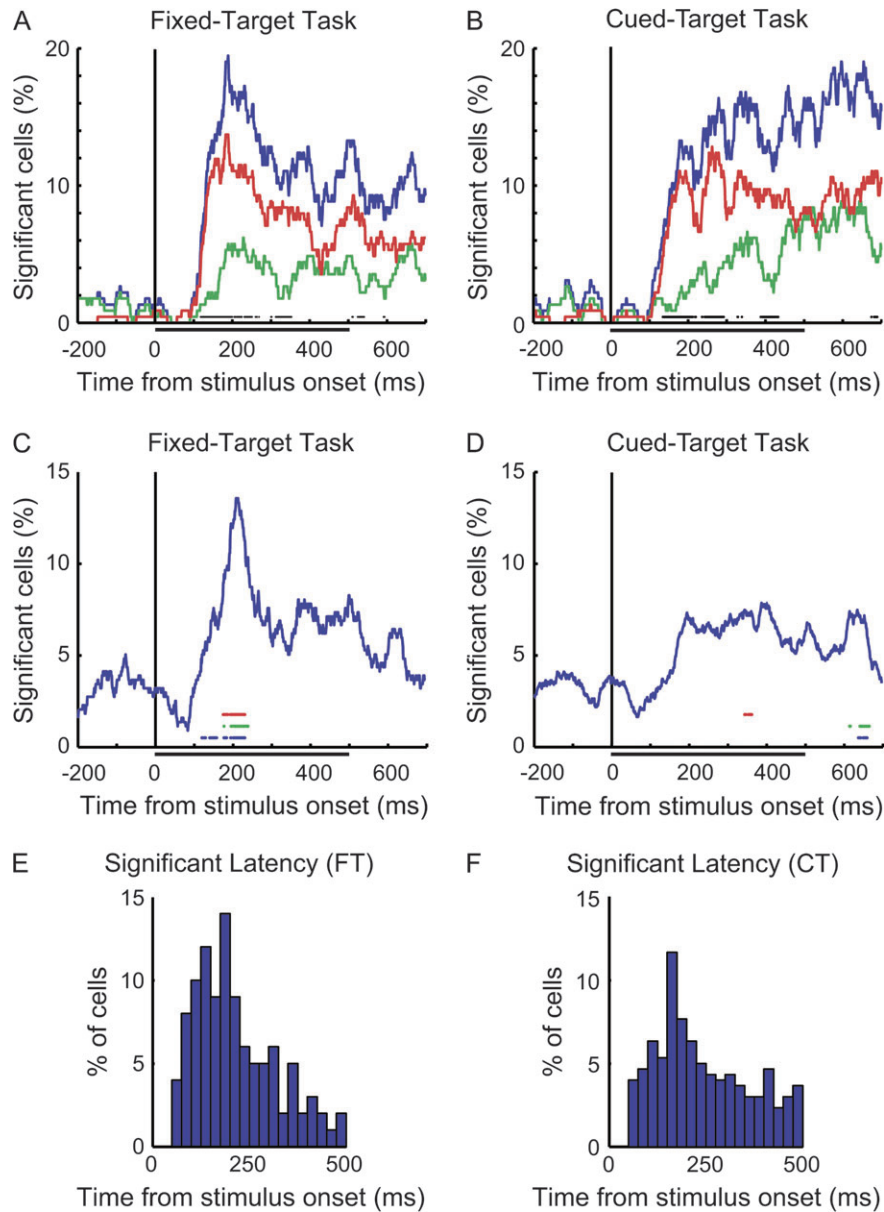 A
Fixed-Target Task
Significant cells (%)
20
10
0
-200 0 200 400 600
Time from stimulus onset (ms)
B
Cued-Target Task
Significant cells (%)
20
10
0
-200 0 200 400 600
Time from stimulus onset (ms)
C
Fixed-Target Task
Significant cells (%)
15
10
5
0
-200 0 200 400 600
Time from stimulus onset (ms)
D
Cued-Target Task
Significant cells (%)
15
10
5
0
-200 0 200 400 600
Time from stimulus onset (ms)
E
Significant Latency (FT)
% of cells
15
10
5
0
0 250 500
Time from stimulus onset (ms)
F
Significant Latency (CT)
% of cells
15
10
5
0
0 250 500
Time from stimulus onset (ms)